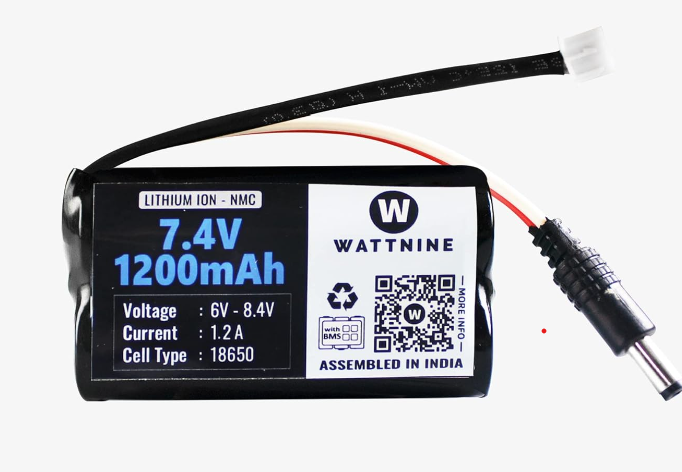 LITHIUM ION - NMC
7.4V
1200mAh
Voltage : 6V - 8.4V
Current : 1.2 A
Cell Type : 18650
W
WATTNINE
with
BMS
W
MORE INFO
ASSEMBLED IN INDIA